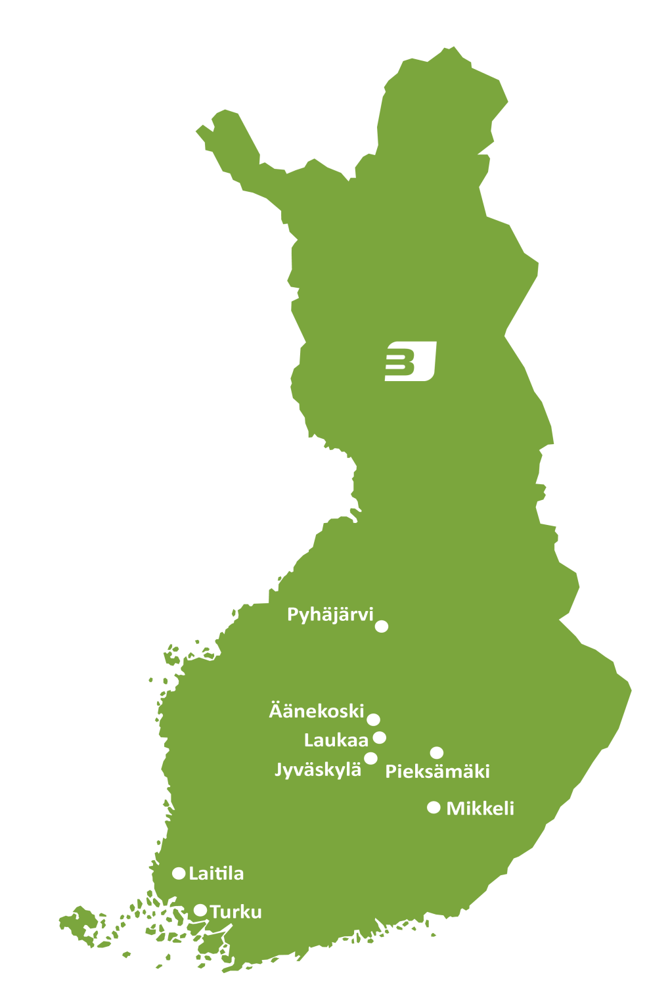 B
Pyhäjärvi
Äänekoski
Laukaa
Jyväskylä
Pieksämäki
Mikkeli
Laitila
Turku